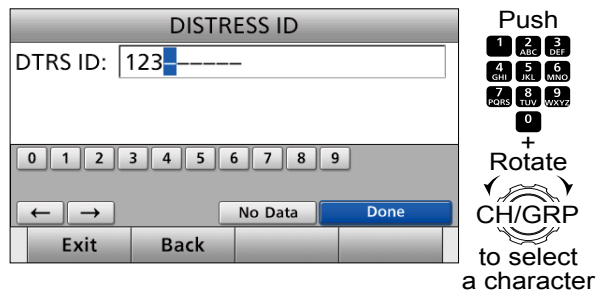 DISTRESS ID
DTRS ID: 123------
0 1 2 3 4 5 6 7 8 9
← → No Data Done
Exit Back
Push
1 2 ABC 3 DEF
4 GHI 5 JKL 6 MNO
7 PQRS 8 TUV 9 WXYZ
0
+
Rotate
CH/GRP
to select
a character